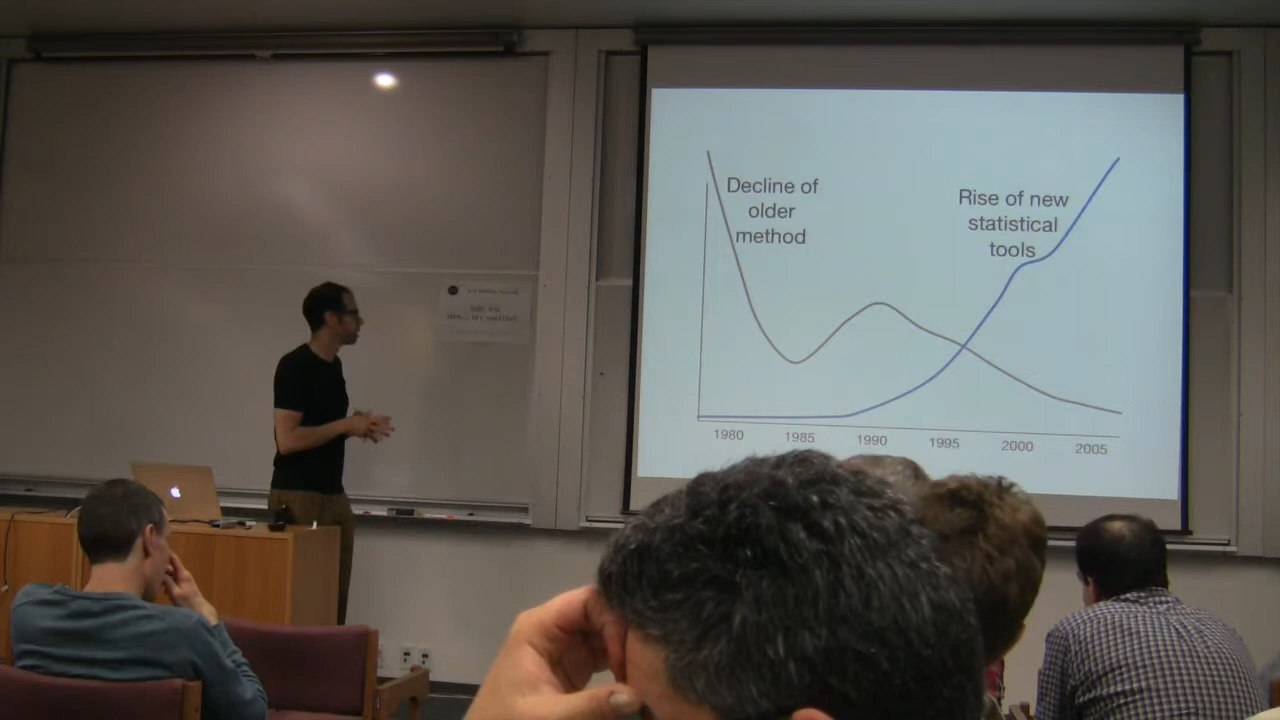 Decline of
older
method
Rise of new
statistical
tools
1980
1985
1990
1995
2000
2005